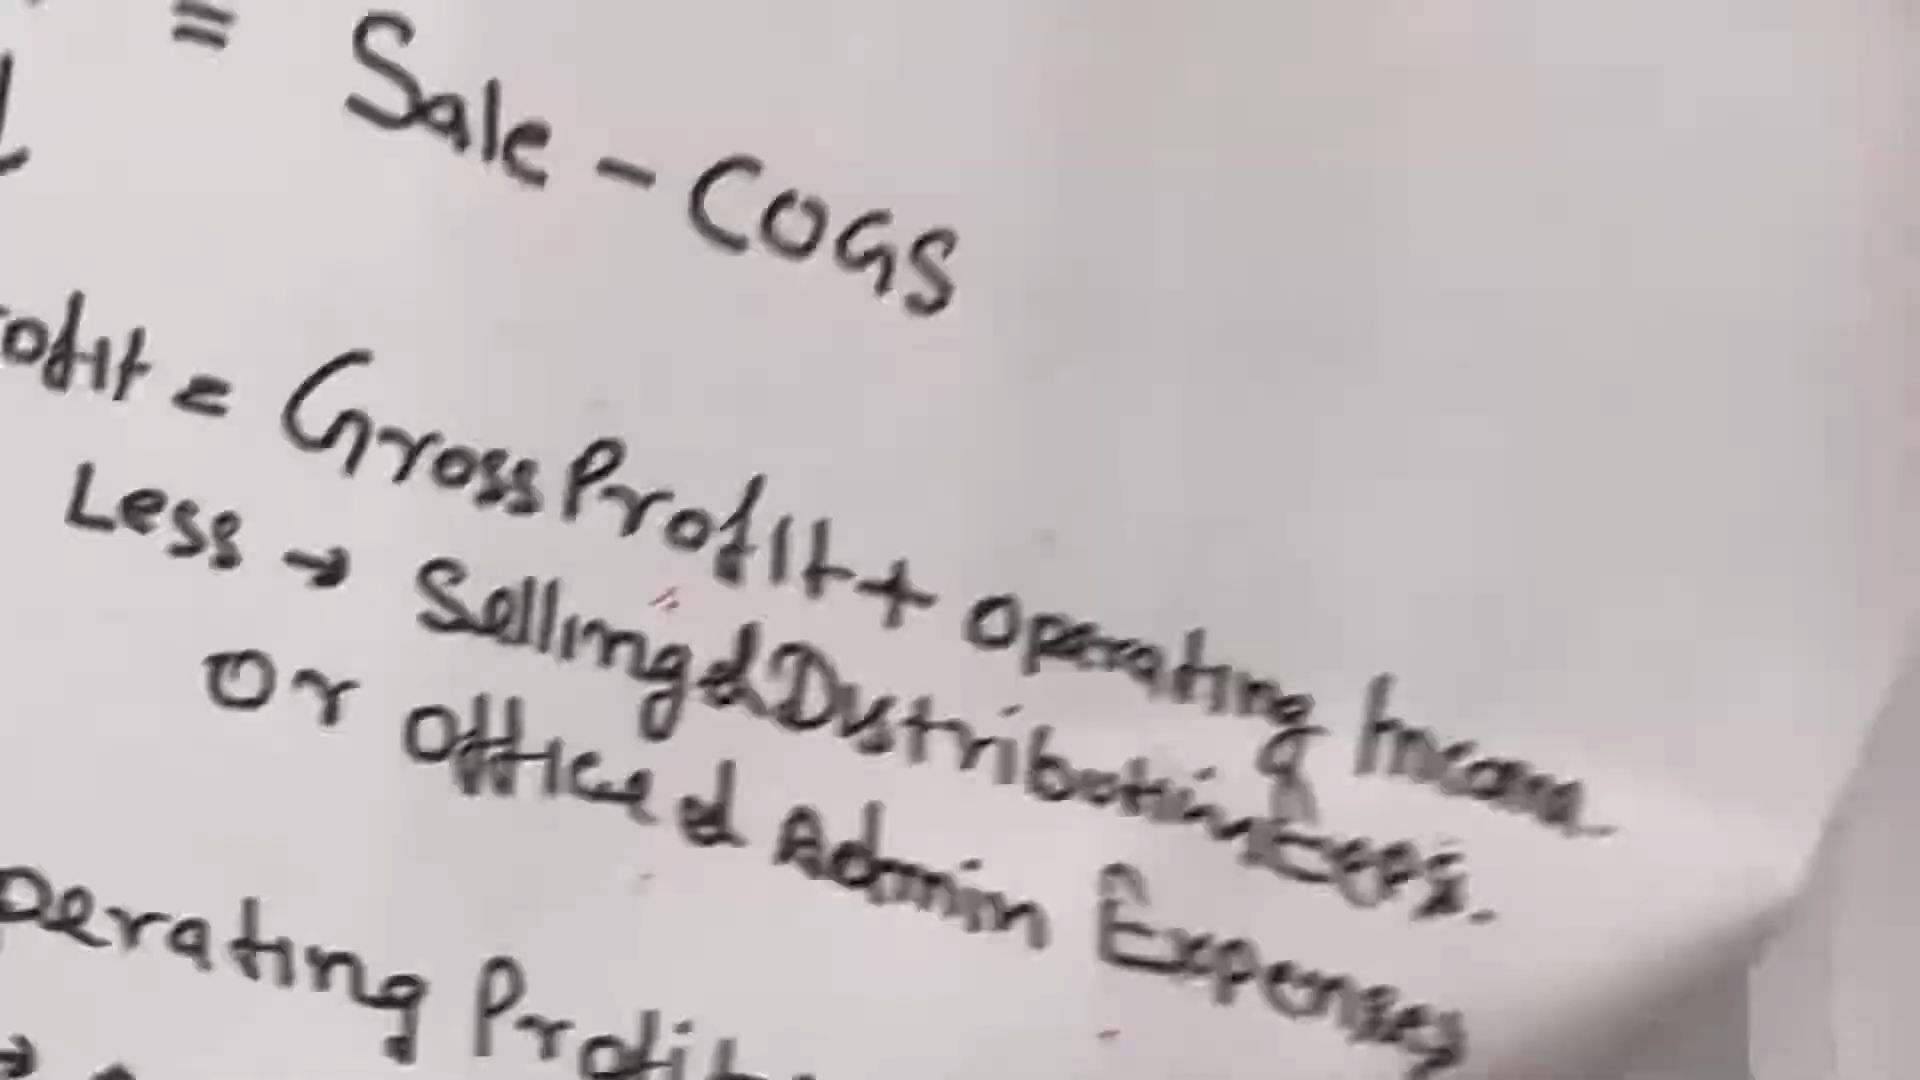 = Sale - COGS
ofit = Gross Profit + Operating Income
Less → Selling & Distribution Exps.
Or Office & Admin Expenses
perating Profit